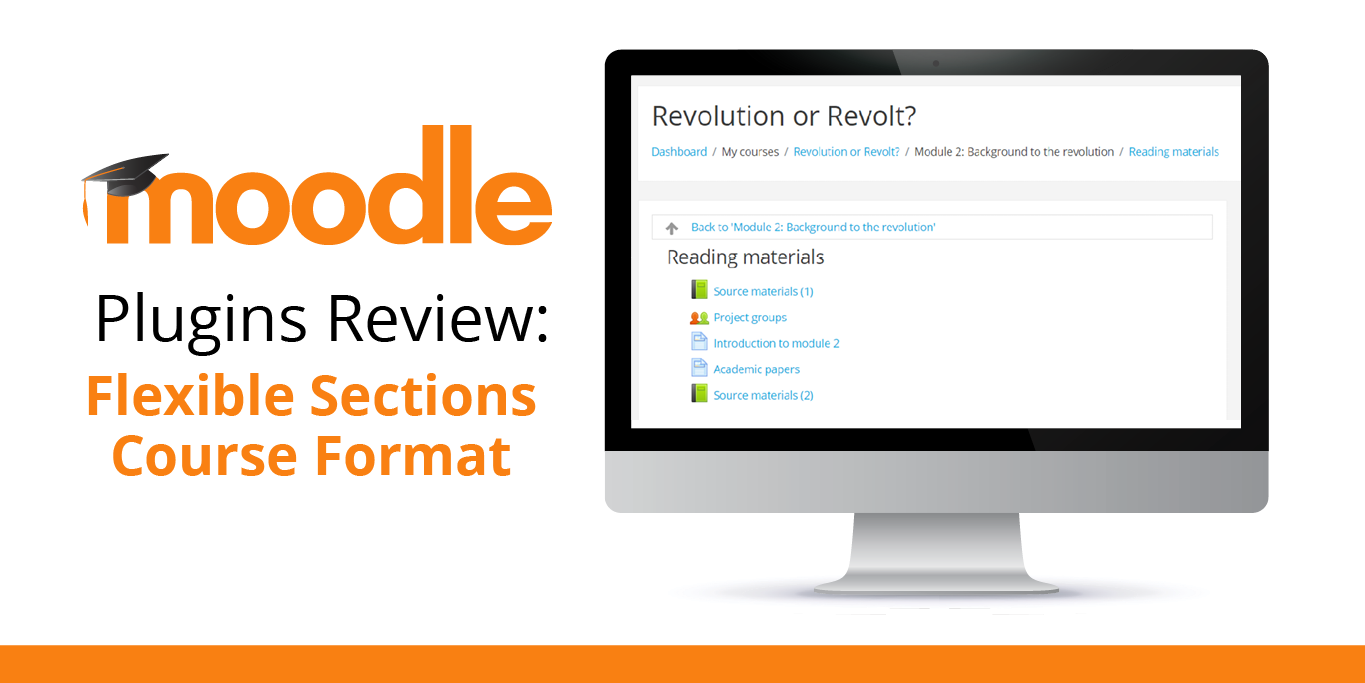 moodle
Plugins Review:
Flexible Sections
Course Format
Revolution or Revolt?
Dashboard / My courses / Revolution or Revolt? / Module 2: Background to the revolution / Reading materials
Back to 'Module 2: Background to the revolution'
Reading materials
Source materials (1)
Project groups
Introduction to module 2
Academic papers
Source materials (2)